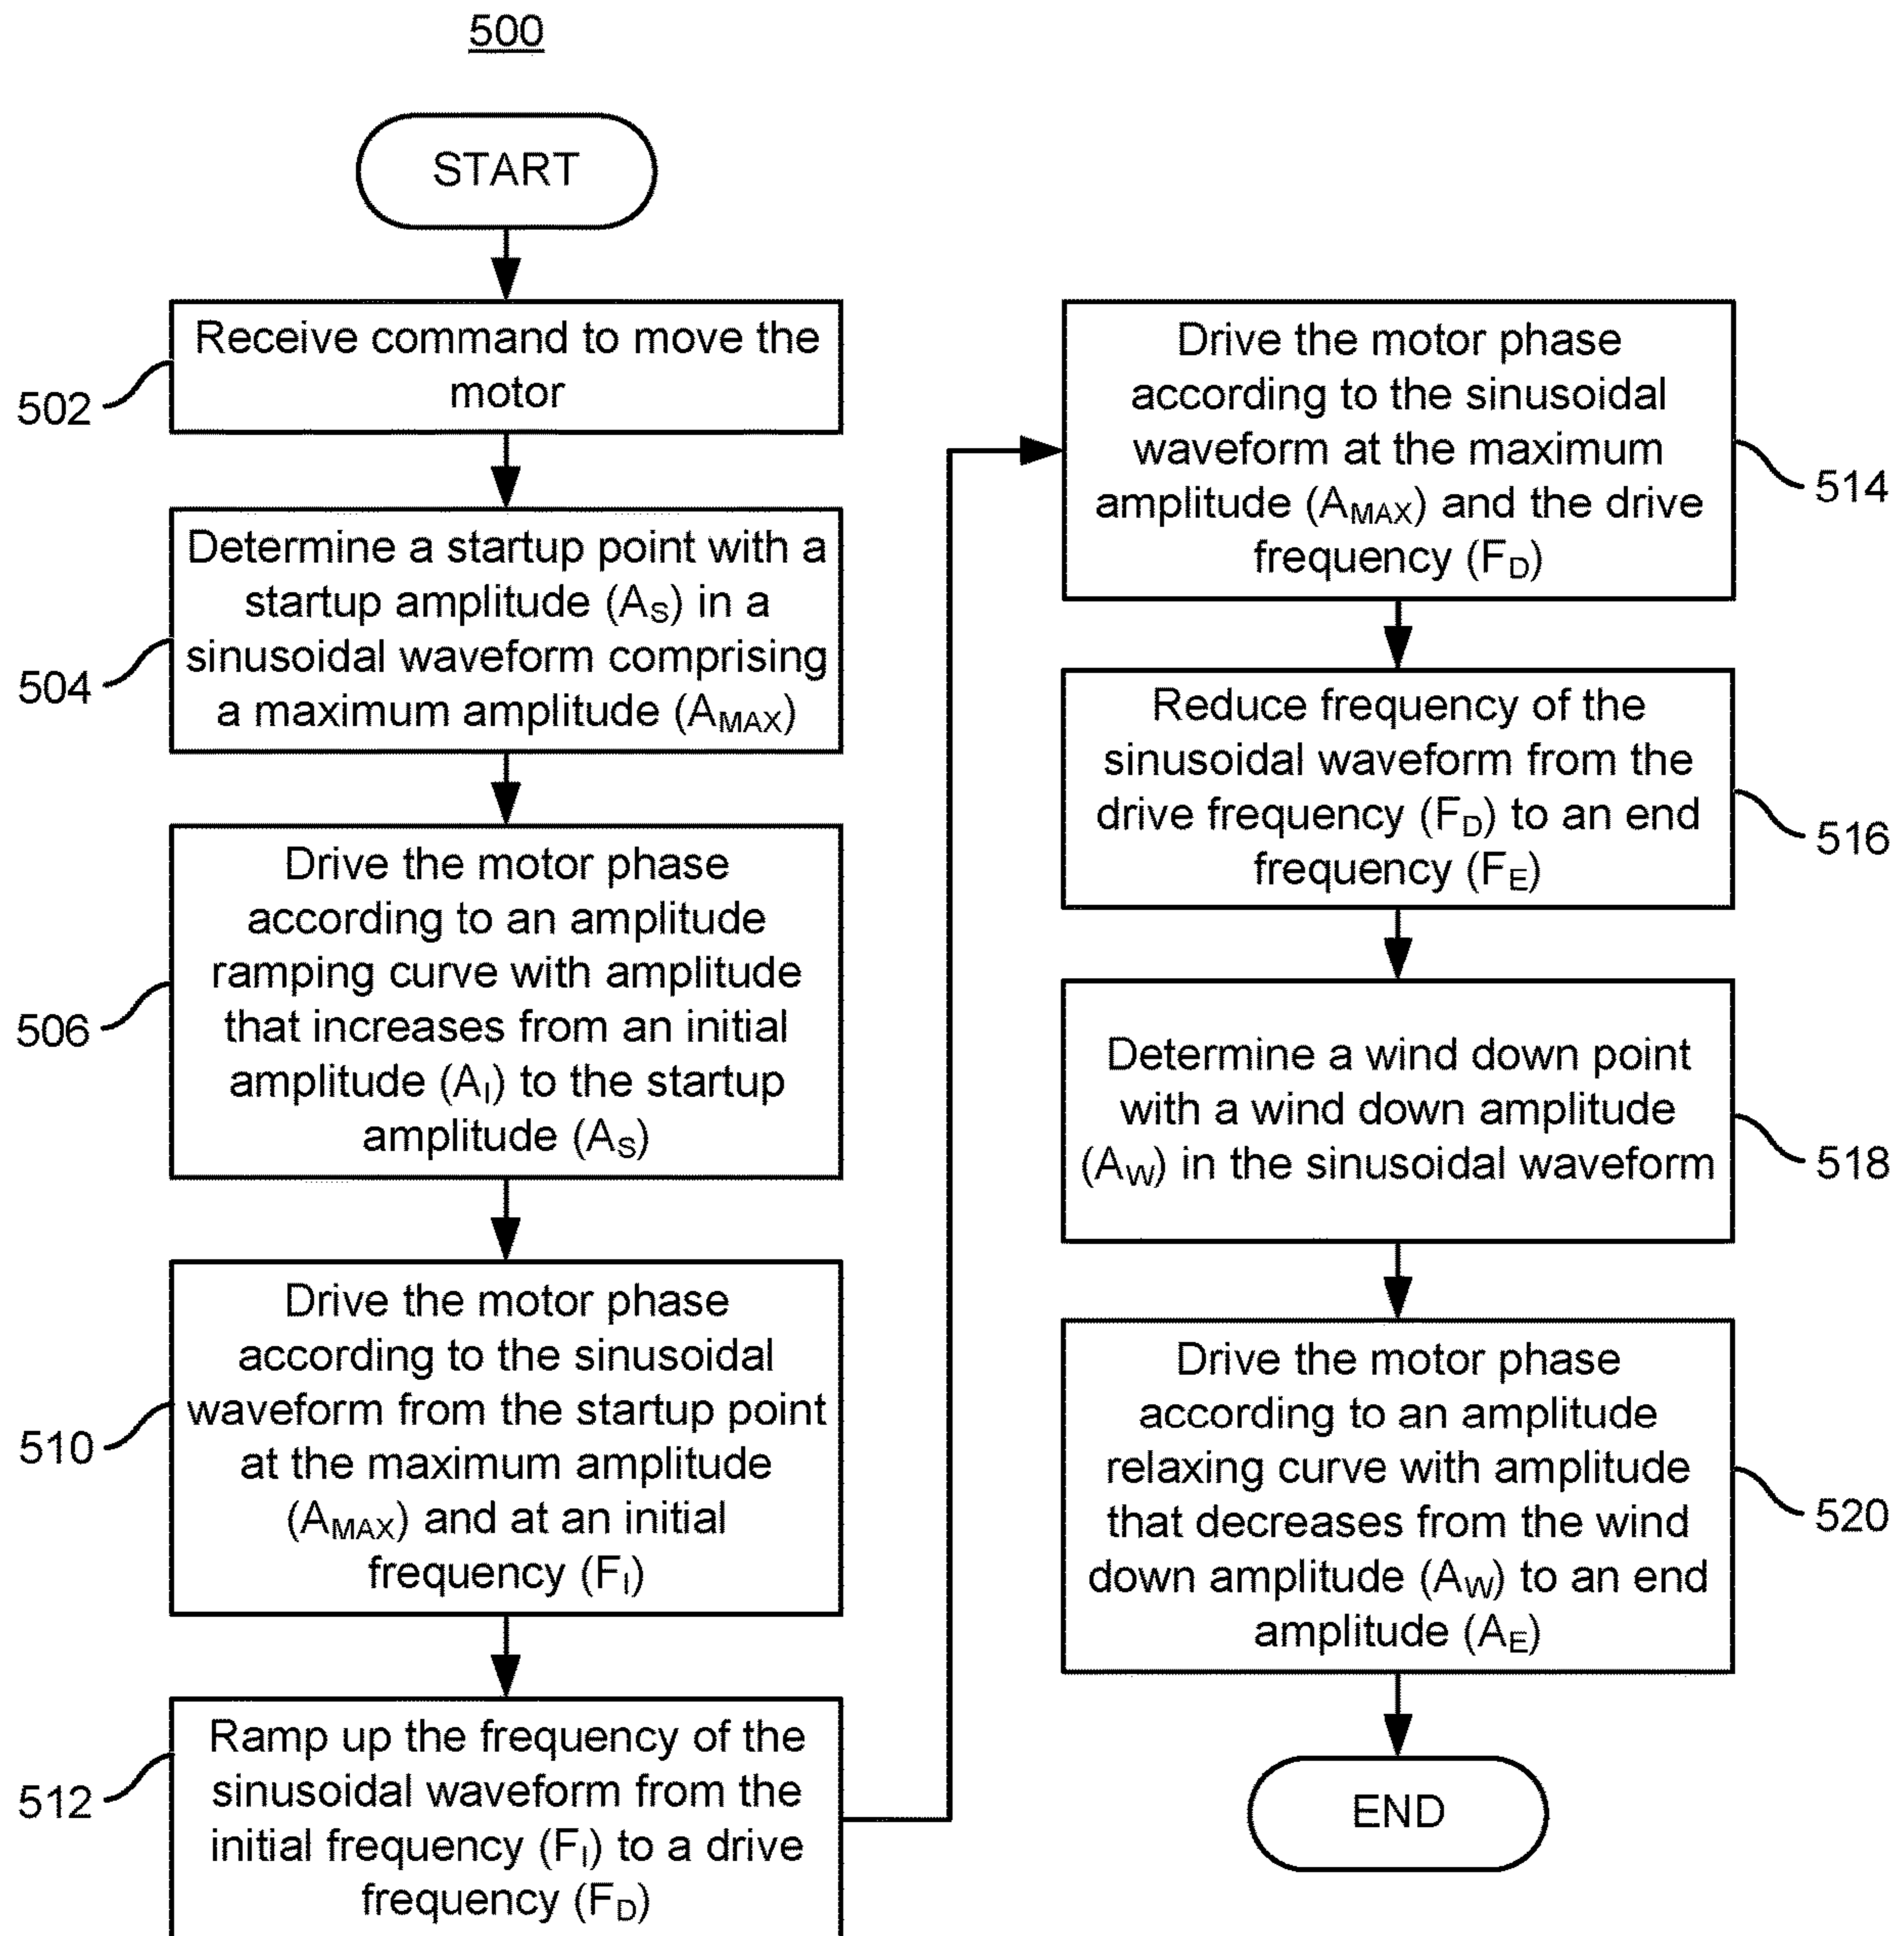 500
START
Receive command to move the
motor
502
Determine a startup point with a
startup amplitude (AS) in a
sinusoidal waveform comprising
a maximum amplitude (AMAX)
504
Drive the motor phase
according to an amplitude
ramping curve with amplitude
that increases from an initial
amplitude (AI) to the startup
amplitude (AS)
506
Drive the motor phase
according to the sinusoidal
waveform from the startup point
at the maximum amplitude
(AMAX) and at an initial
frequency (FI)
510
Ramp up the frequency of the
sinusoidal waveform from the
initial frequency (FI) to a drive
frequency (FD)
512
Drive the motor phase
according to the sinusoidal
waveform at the maximum
amplitude (AMAX) and the drive
frequency (FD)
514
Reduce frequency of the
sinusoidal waveform from the
drive frequency (FD) to an end
frequency (FE)
516
Determine a wind down point
with a wind down amplitude
(AW) in the sinusoidal waveform
518
Drive the motor phase
according to an amplitude
relaxing curve with amplitude
that decreases from the wind
down amplitude (AW) to an end
amplitude (AE)
520
END